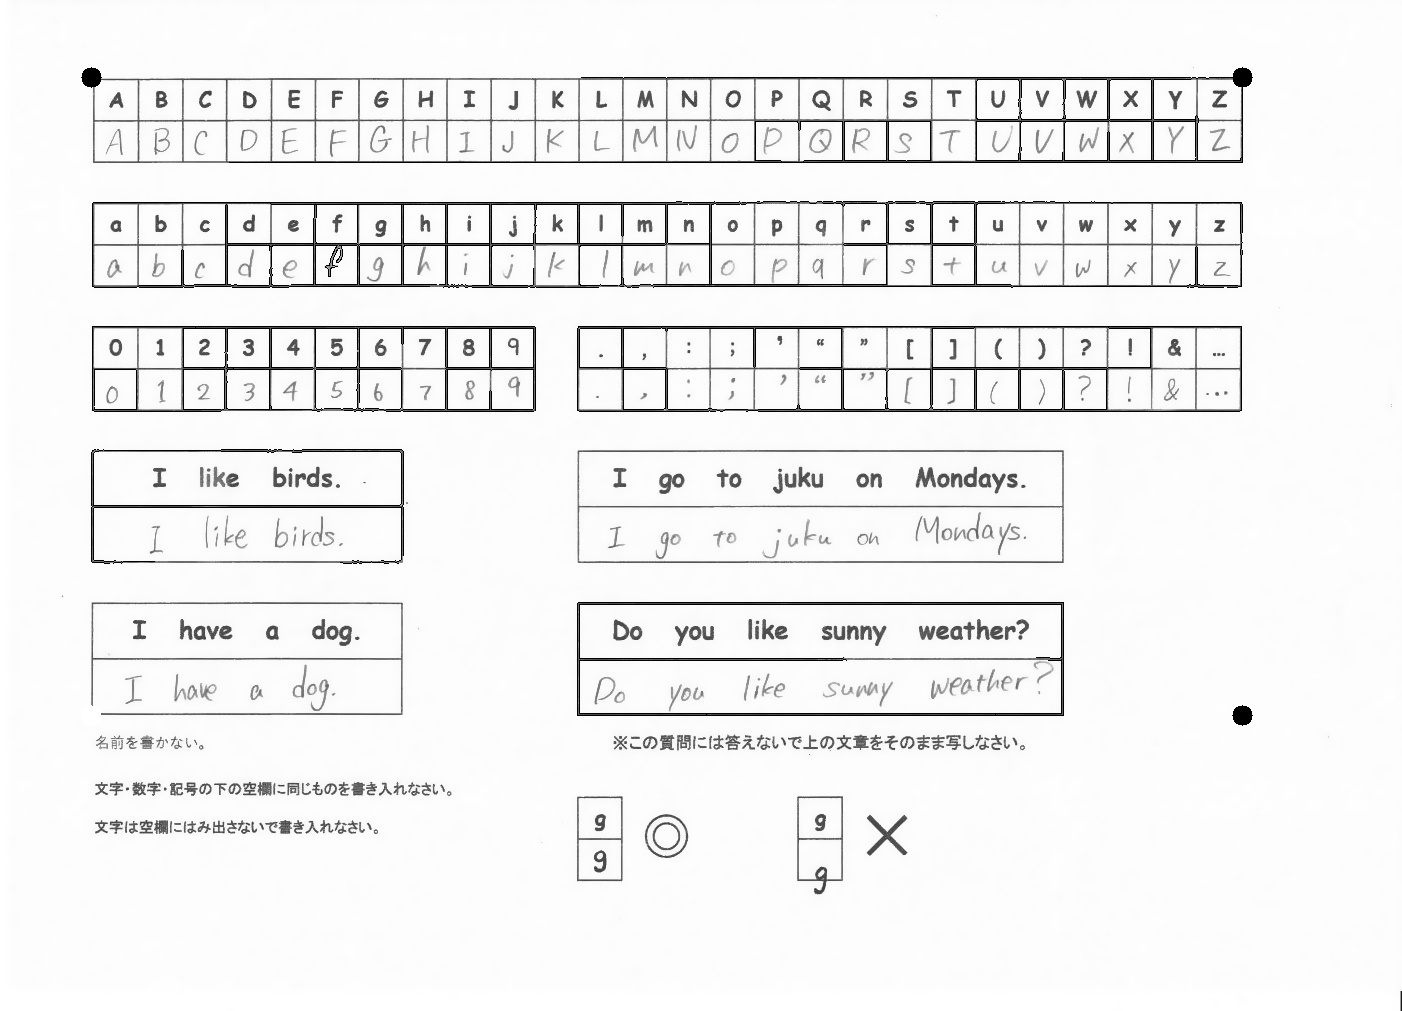 A B C D E F G H I J K L M N O P Q R S T U V W X Y Z
A B C D E F G H I J K L M N O P Q R S T U V W X Y Z
a b c d e f g h i j k l m n o p q r s t u v w x y z
a b c d e f g h i j k l m n o p q r s t u v w x y z
0 1 2 3 4 5 6 7 8 9
0 1 2 3 4 5 6 7 8 9
. , : ; ’ “ ” [ ] ( ) ? ! & …
. , : ; ’ “ ” [ ] ( ) ? ! & …
I like birds.
I like birds.
I go to juku on Mondays.
I go to juku on Mondays.
I have a dog.
I have a dog.
Do you like sunny weather?
Do you like sunny weather?
名前を書かない。
※この質問には答えないで上の文章をそのまま写しなさい。
文字・数字・記号の下の空欄に同じものを書き入れなさい。
文字は空欄にはみ出さないで書き入れなさい。
g g
g ◎ g ×